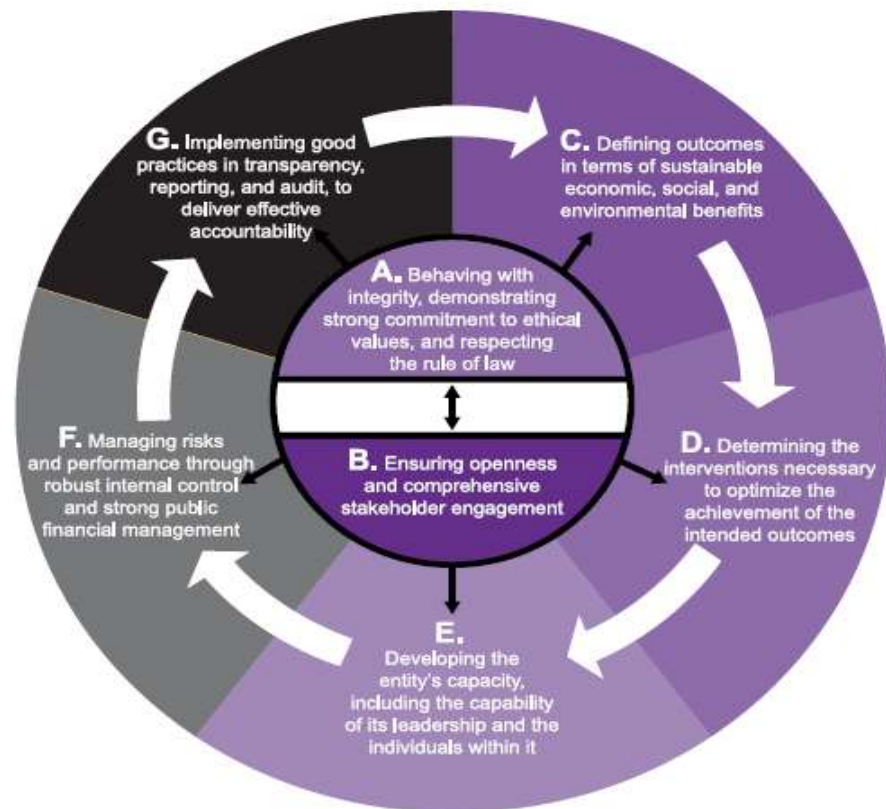 G. Implementing good
practices in transparency,
reporting, and audit, to
deliver effective
accountability
C. Defining outcomes
in terms of sustainable
economic, social, and
environmental benefits
A. Behaving with
integrity, demonstrating
strong commitment to ethical
values, and respecting
the rule of law
F. Managing risks
and performance through
robust internal control
and strong public
financial management
B. Ensuring openness
and comprehensive
stakeholder engagement
D. Determining the
interventions necessary
to optimize the
achievement of the
intended outcomes
E.
Developing the
entity's capacity,
including the capability
of its leadership and the
individuals within it